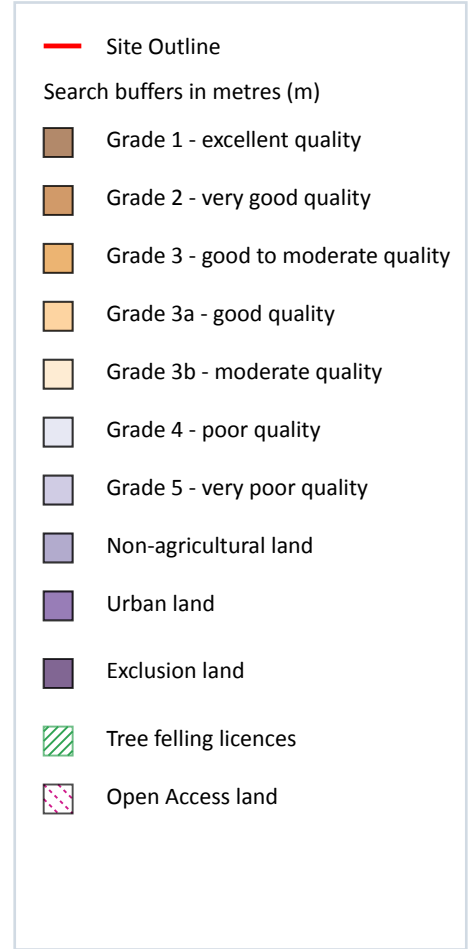 Site Outline
Search buffers in metres (m)
Grade 1 - excellent quality
Grade 2 - very good quality
Grade 3 - good to moderate quality
Grade 3a - good quality
Grade 3b - moderate quality
Grade 4 - poor quality
Grade 5 - very poor quality
Non-agricultural land
Urban land
Exclusion land
Tree felling licences
Open Access land